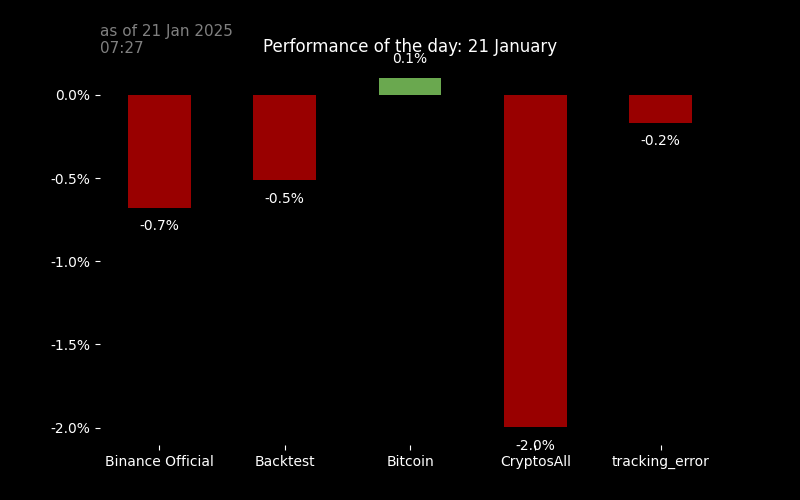 as of 21 Jan 2025
07:27
Performance of the day: 21 January
0.1%
0.0%
-0.5%
-1.0%
-1.5%
-2.0%
-0.7%
-0.5%
-2.0%
-0.2%
Binance Official
Backtest
Bitcoin
CryptosAll
tracking_error